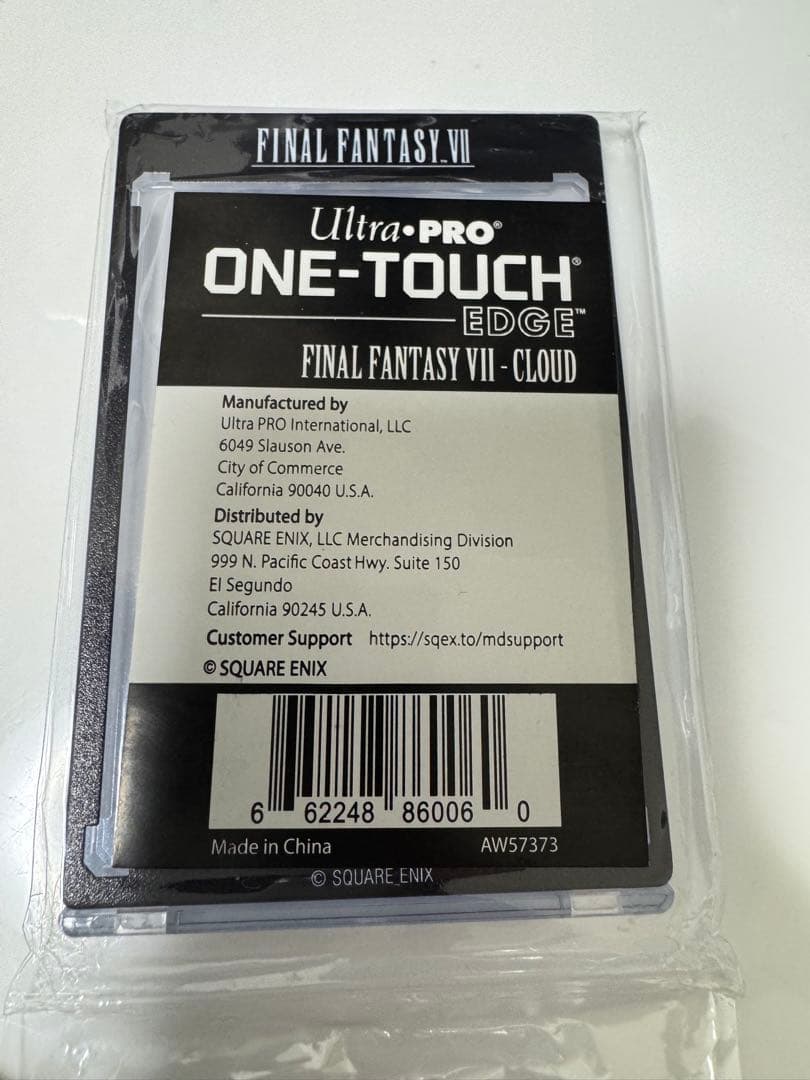 FINAL FANTASY™ VII
Ultra•PRO®
ONE-TOUCH®
EDGE™
FINAL FANTASY VII - CLOUD
Manufactured by
Ultra PRO International, LLC
6049 Slauson Ave.
City of Commerce
California 90040 U.S.A.
Distributed by
SQUARE ENIX, LLC Merchandising Division
999 N. Pacific Coast Hwy. Suite 150
El Segundo
California 90245 U.S.A.
Customer Support https://sqex.to/mdsupport
© SQUARE ENIX
6 62248 86006 0
Made in China AW57373
© SQUARE ENIX